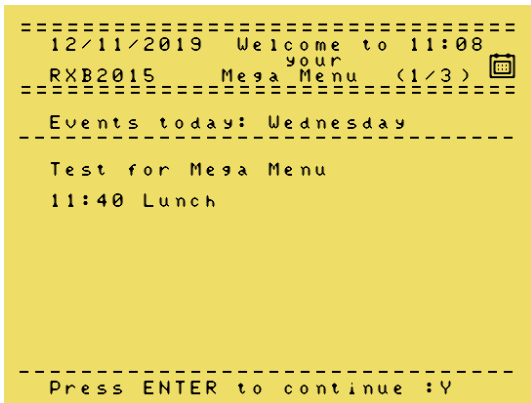 12/11/2019 Welcome to 11:08
your
RXB2015 Mega Menu (1/3)
Events today: Wednesday
Test for Mega Menu
11:40 Lunch
Press ENTER to continue :Y